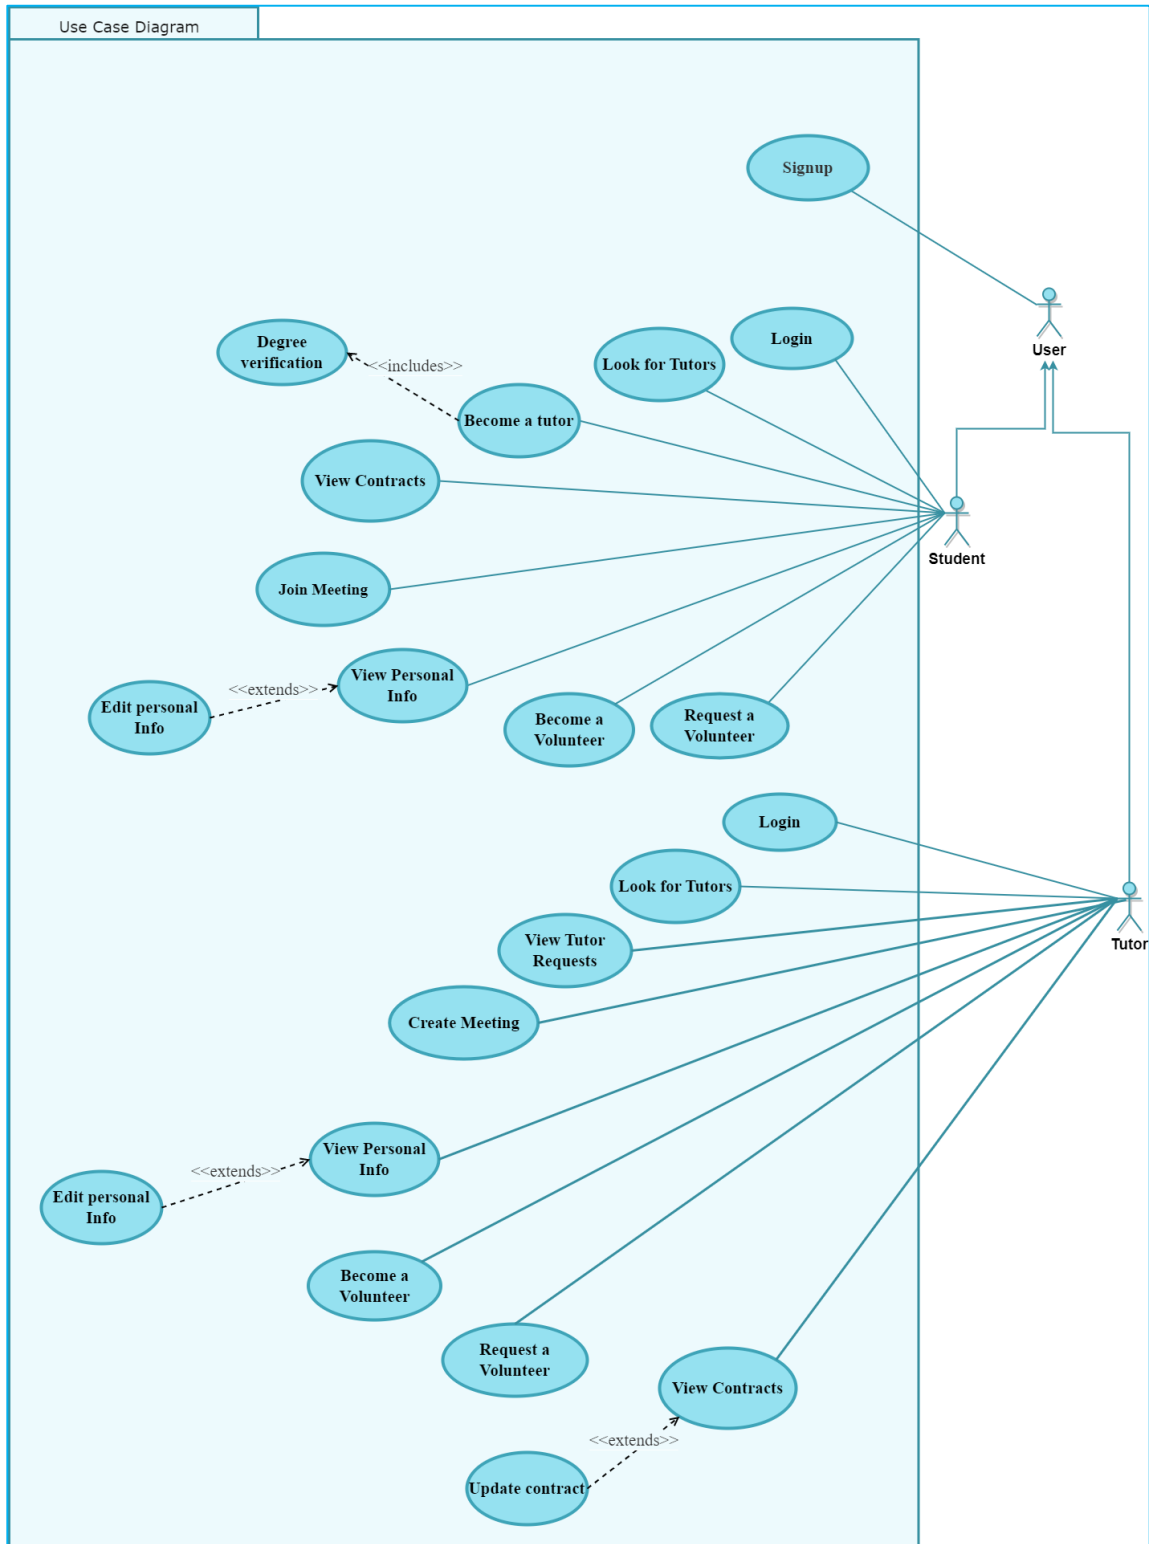 Use Case Diagram
Signup
User
Login
Look for Tutors
Degree
verification
<<includes>>
Become a tutor
View Contracts
Student
Join Meeting
View Personal
Info
<<extends>>
Edit personal
Info
Become a
Volunteer
Request a
Volunteer
Login
Look for Tutors
View Tutor
Requests
Tutor
Create Meeting
View Personal
Info
<<extends>>
Edit personal
Info
Become a
Volunteer
Request a
Volunteer
View Contracts
<<extends>>
Update contract